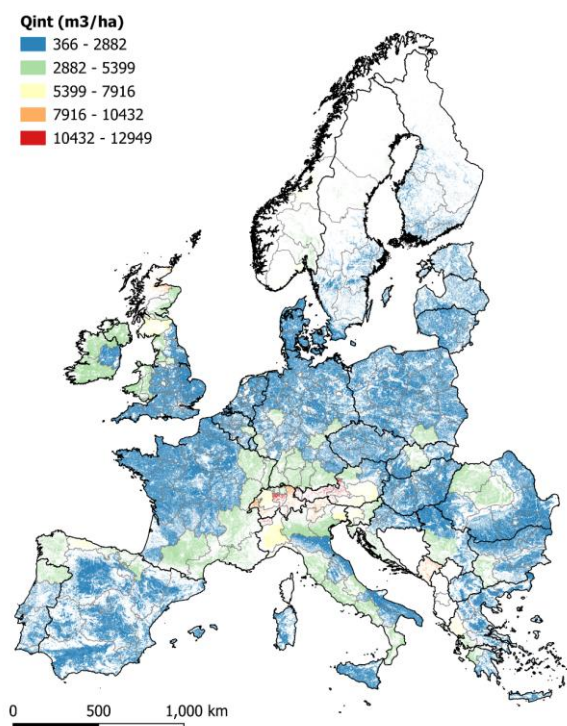 Qint (m3/ha)
366 - 2882
2882 - 5399
5399 - 7916
7916 - 10432
10432 - 12949
0 500 1,000 km